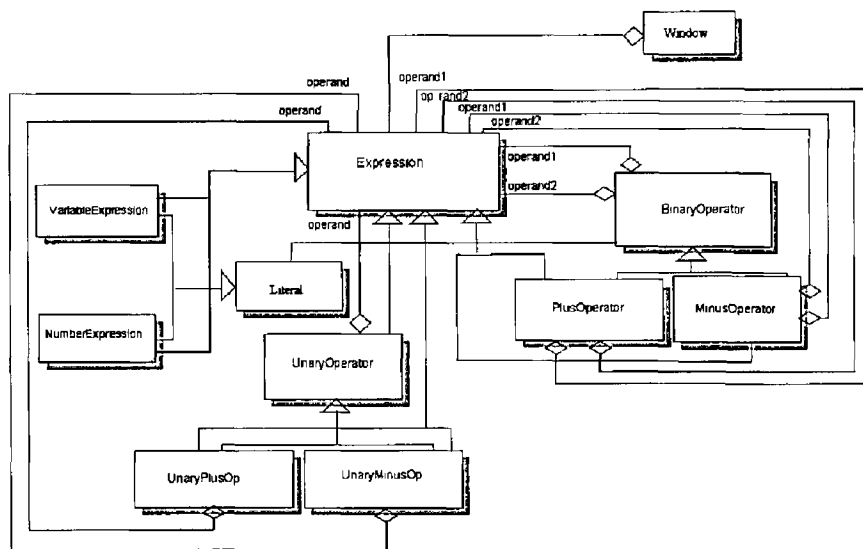 Window
operand
operand1
op rand2
operand
operand1
operand2
Expression
operand1
operand2
VariableExpression
BinaryOperator
operand
Literal
PlusOperator
MinusOperator
NumberExpression
UnaryOperator
UnaryPlusOp
UnaryMinusOp